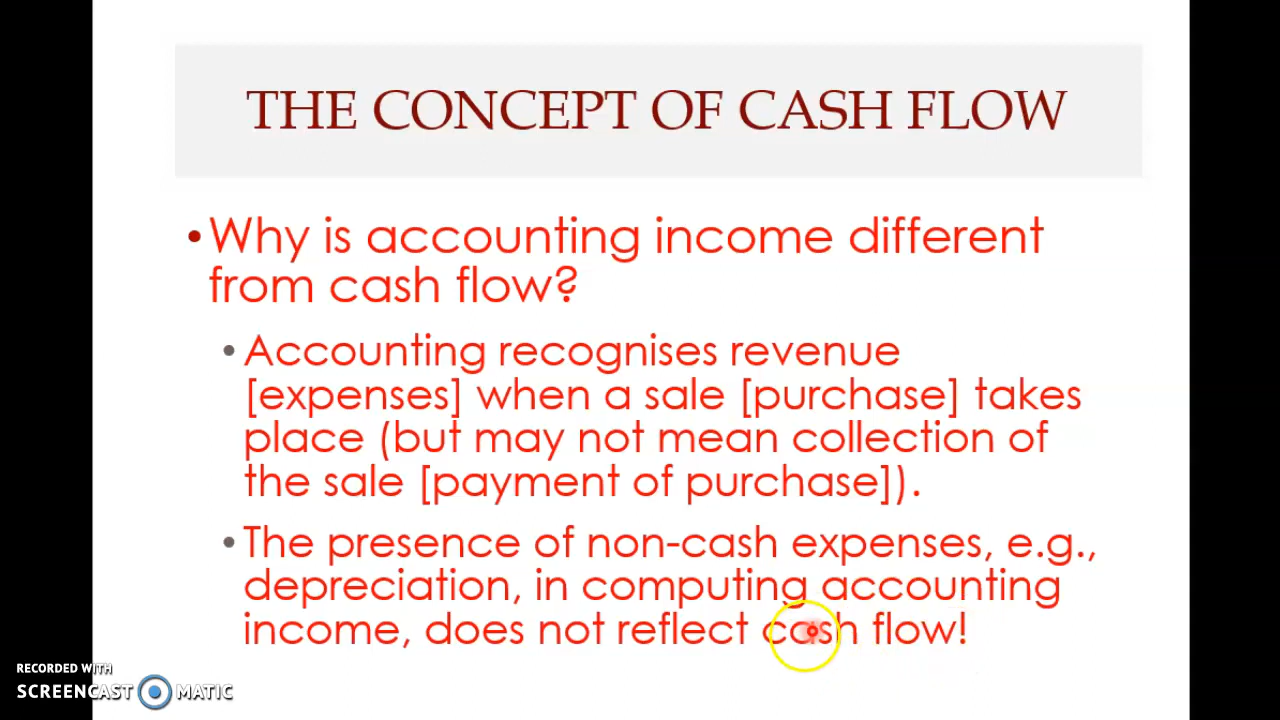 THE CONCEPT OF CASH FLOW
•Why is accounting income different
from cash flow?
• Accounting recognises revenue
[expenses] when a sale [purchase] takes
place (but may not mean collection of
the sale [payment of purchase]).
• The presence of non-cash expenses, e.g.,
depreciation, in computing accounting
income, does not reflect cash flow!
RECORDED WITH
SCREENCAST MATIC